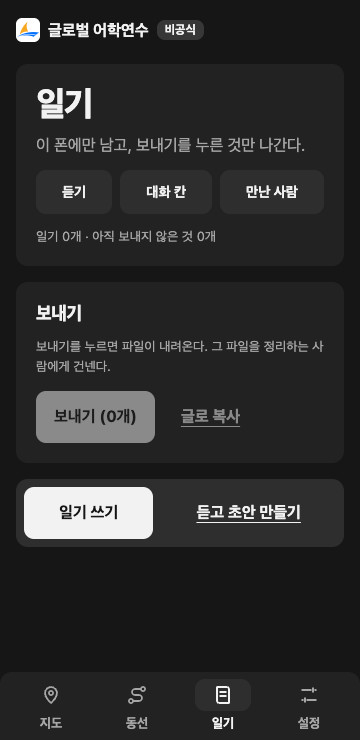 글로벌 어학연수 비공식
일기
이 폰에만 남고, 보내기를 누른 것만 나간다.
듣기 대화 칸 만난 사람
일기 0개 · 아직 보내지 않은 것 0개
보내기
보내기를 누르면 파일이 내려온다. 그 파일을 정리하는 사
람에게 건넨다.
보내기 (0개) 글로 복사
일기 쓰기 듣고 초안 만들기
지도 동선 일기 설정